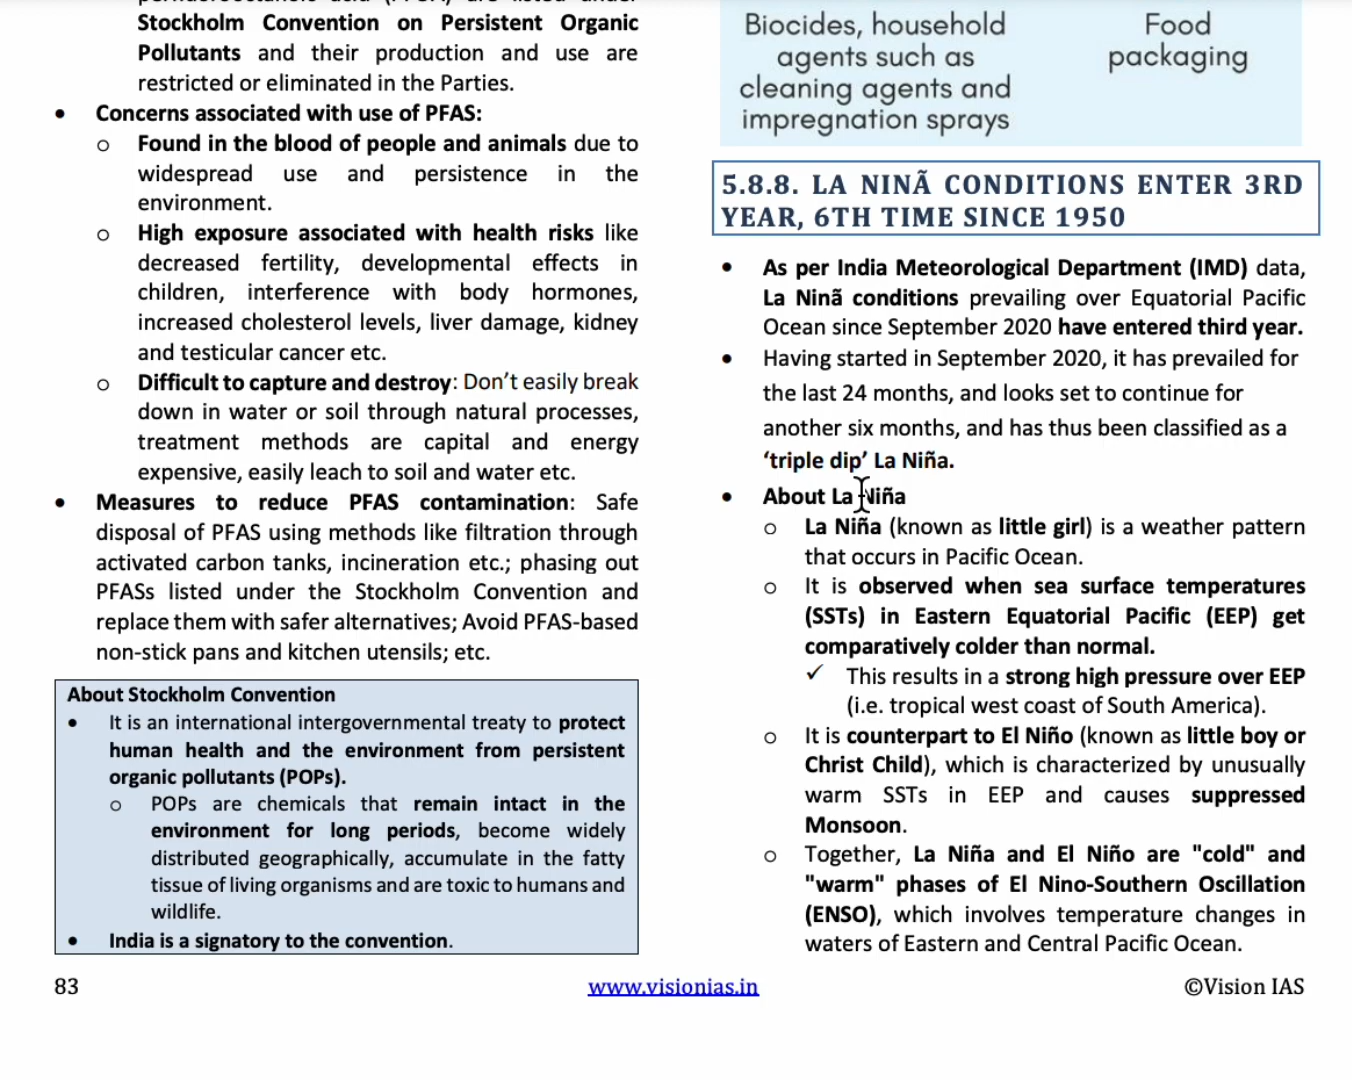 Stockholm Convention on Persistent Organic
Pollutants and their production and use are
restricted or eliminated in the Parties.
• Concerns associated with use of PFAS:
o Found in the blood of people and animals due to
widespread use and persistence in the
environment.
o High exposure associated with health risks like
decreased fertility, developmental effects in
children, interference with body hormones,
increased cholesterol levels, liver damage, kidney
and testicular cancer etc.
o Difficult to capture and destroy: Don't easily break
down in water or soil through natural processes,
treatment methods are capital and energy
expensive, easily leach to soil and water etc.
• Measures to reduce PFAS contamination: Safe
disposal of PFAS using methods like filtration through
activated carbon tanks, incineration etc.; phasing out
PFASs listed under the Stockholm Convention and
replace them with safer alternatives; Avoid PFAS-based
non-stick pans and kitchen utensils; etc.
About Stockholm Convention
• It is an international intergovernmental treaty to protect
human health and the environment from persistent
organic pollutants (POPs).
o POPs are chemicals that remain intact in the
environment for long periods, become widely
distributed geographically, accumulate in the fatty
tissue of living organisms and are toxic to humans and
wildlife.
• India is a signatory to the convention.
Biocides, household
agents such as
cleaning agents and
impregnation sprays
Food
packaging
5.8.8. LA NINÃ CONDITIONS ENTER 3RD
YEAR, 6TH TIME SINCE 1950
• As per India Meteorological Department (IMD) data,
La Ninã conditions prevailing over Equatorial Pacific
Ocean since September 2020 have entered third year.
• Having started in September 2020, it has prevailed for
the last 24 months, and looks set to continue for
another six months, and has thus been classified as a
‘triple dip’ La Niña.
• About La Niña
o La Niña (known as little girl) is a weather pattern
that occurs in Pacific Ocean.
o It is observed when sea surface temperatures
(SSTs) in Eastern Equatorial Pacific (EEP) get
comparatively colder than normal.
✓ This results in a strong high pressure over EEP
(i.e. tropical west coast of South America).
o It is counterpart to El Niño (known as little boy or
Christ Child), which is characterized by unusually
warm SSTs in EEP and causes suppressed
Monsoon.
o Together, La Niña and El Niño are "cold" and
"warm" phases of El Nino-Southern Oscillation
(ENSO), which involves temperature changes in
waters of Eastern and Central Pacific Ocean.
83
www.visionias.in
©Vision IAS